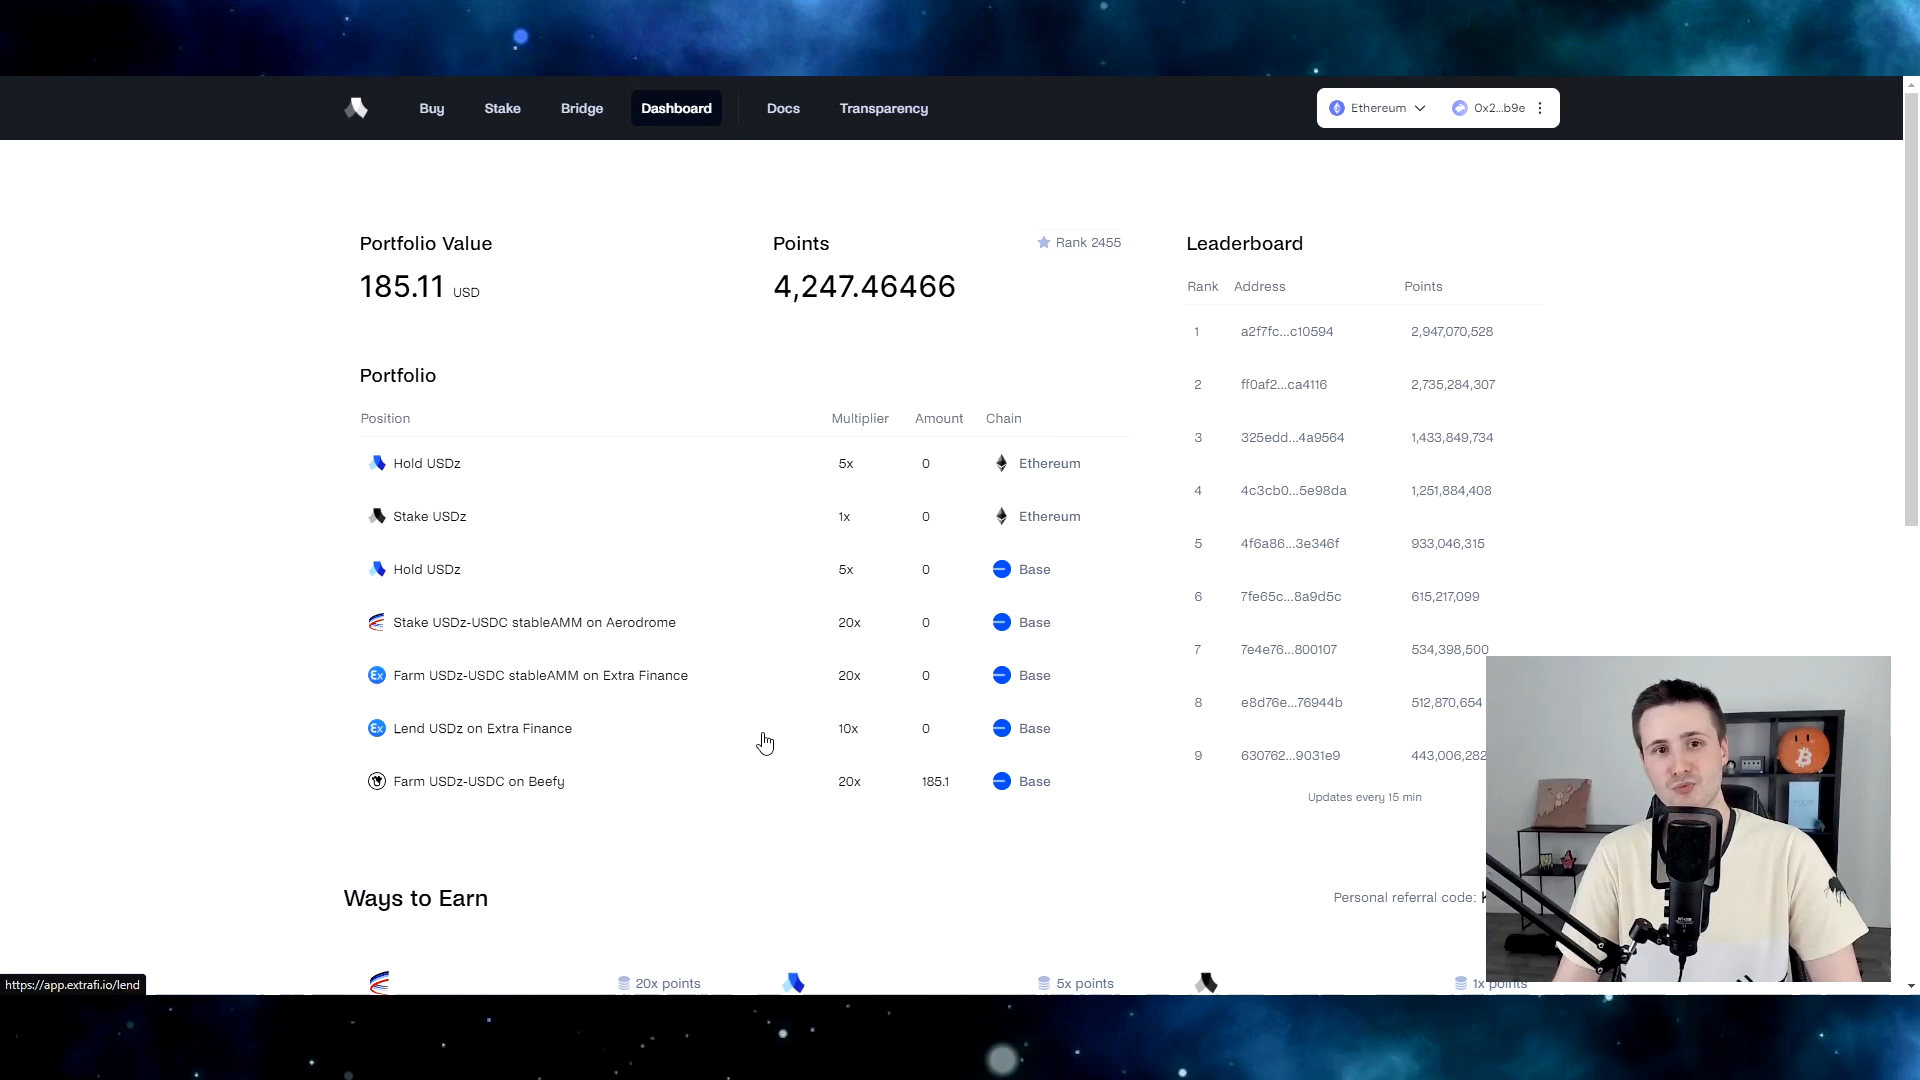 Buy Stake Bridge Dashboard Docs Transparency Ethereum 0x2...b9e
Portfolio Value
185.11 USD
Points Rank 2455
4,247.46466
Portfolio
Position Multiplier Amount Chain
Hold USDz 5x 0 Ethereum
Stake USDz 1x 0 Ethereum
Hold USDz 5x 0 Base
Stake USDz-USDC stableAMM on Aerodrome 20x 0 Base
Farm USDz-USDC stableAMM on Extra Finance 20x 0 Base
Lend USDz on Extra Finance 10x 0 Base
Farm USDz-USDC on Beefy 20x 185.1 Base
Leaderboard
Rank Address Points
1 a2f7fc...c10594 2,947,070,528
2 ff0af2...ca4116 2,735,284,307
3 325edd...4a9564 1,433,849,734
4 4c3cb0...5e98da 1,251,884,408
5 4f6a86...3e346f 933,046,315
6 7fe65c...8a9d5c 615,217,099
7 7e4e76...800107 534,398,500
8 e8d76e...76944b 512,870,654
9 630762...9031e9 443,006,282
Updates every 15 min
Ways to Earn
Personal referral code:
20x points 5x points 1x points
https://app.extrafi.io/lend